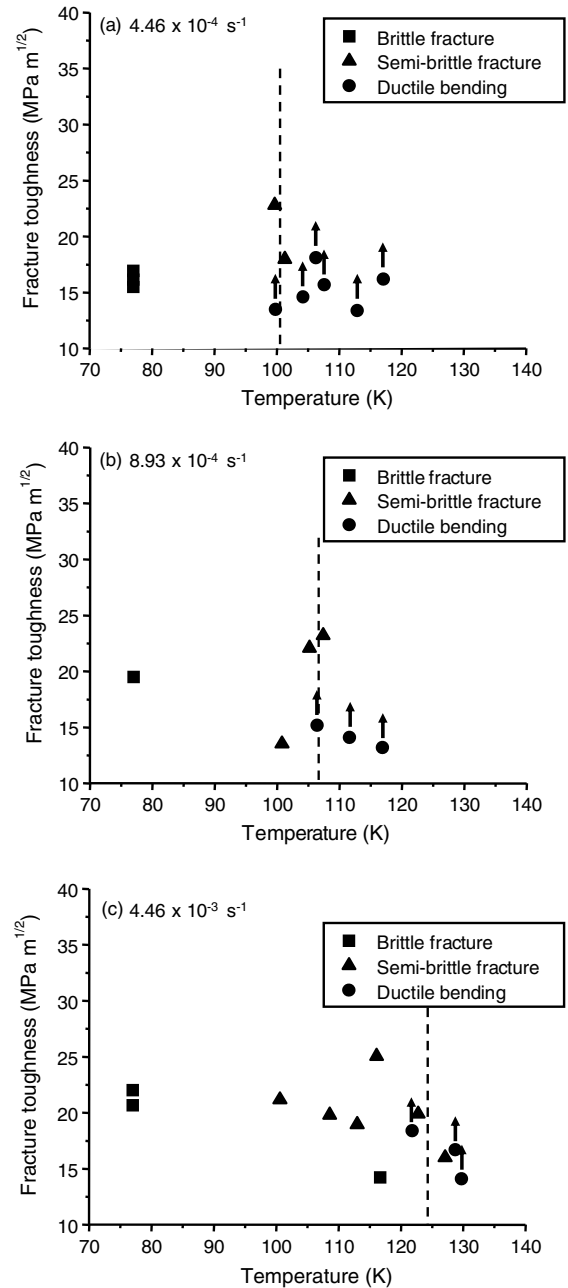 (a) 4.46 x 10⁻⁴ s⁻¹
Brittle fracture
Semi-brittle fracture
Ductile bending
Fracture toughness (MPa m¹/²)
40
35
30
25
20
15
10
70 80 90 100 110 120 130 140
Temperature (K)
(b) 8.93 x 10⁻⁴ s⁻¹
Brittle fracture
Semi-brittle fracture
Ductile bending
Fracture toughness (MPa m¹/²)
40
35
30
25
20
15
10
70 80 90 100 110 120 130 140
Temperature (K)
(c) 4.46 x 10⁻³ s⁻¹
Brittle fracture
Semi-brittle fracture
Ductile bending
Fracture toughness (MPa m¹/²)
40
35
30
25
20
15
10
70 80 90 100 110 120 130 140
Temperature (K)